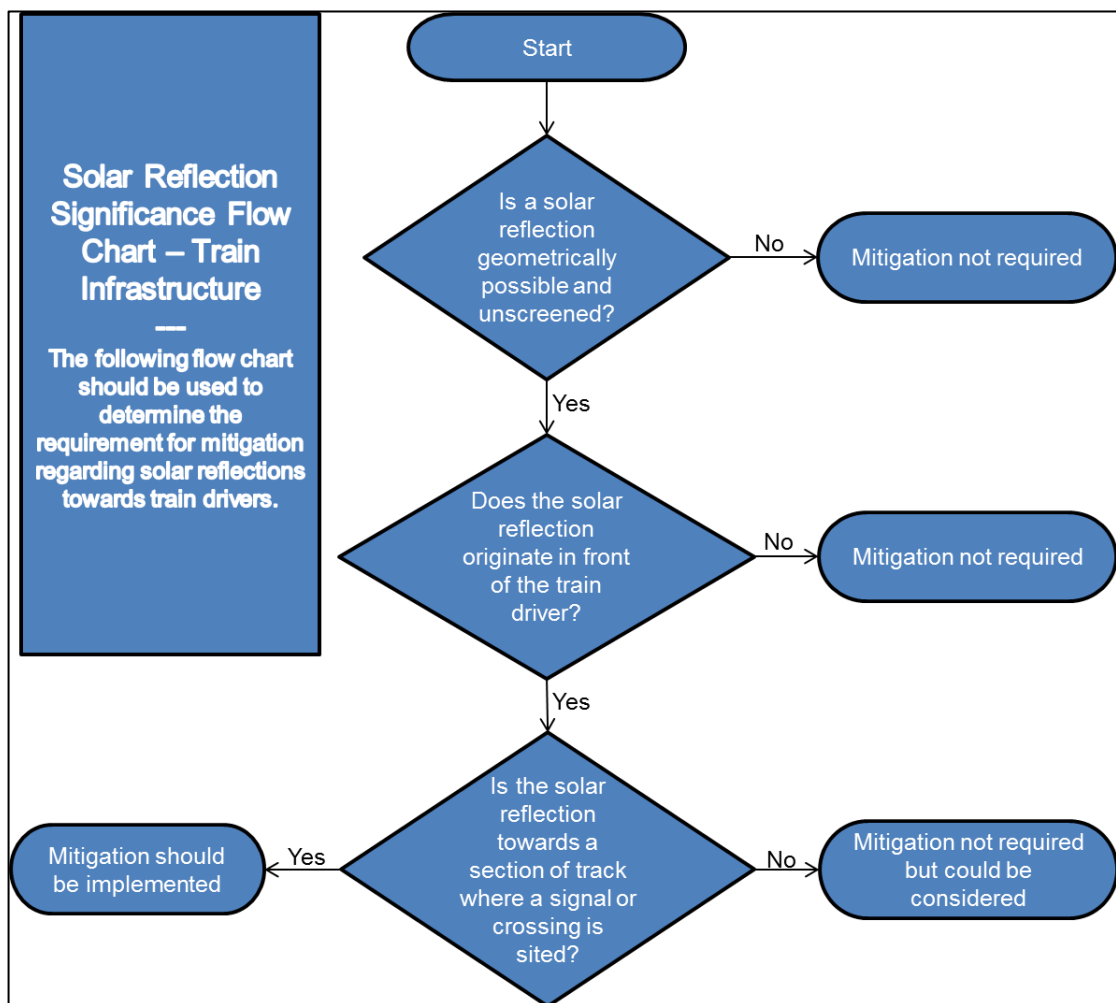 Solar Reflection
Significance Flow
Chart – Train
Infrastructure
---
The following flow chart
should be used to
determine the
requirement for mitigation
regarding solar reflections
towards train drivers.
Start
Is a solar
reflection
geometrically
possible and
unscreened?
No
Mitigation not required
Yes
Does the solar
reflection
originate in front
of the train
driver?
No
Mitigation not required
Yes
Is the solar
reflection
towards a
section of track
where a signal or
crossing is
sited?
Yes
Mitigation should
be implemented
No
Mitigation not required
but could be
considered